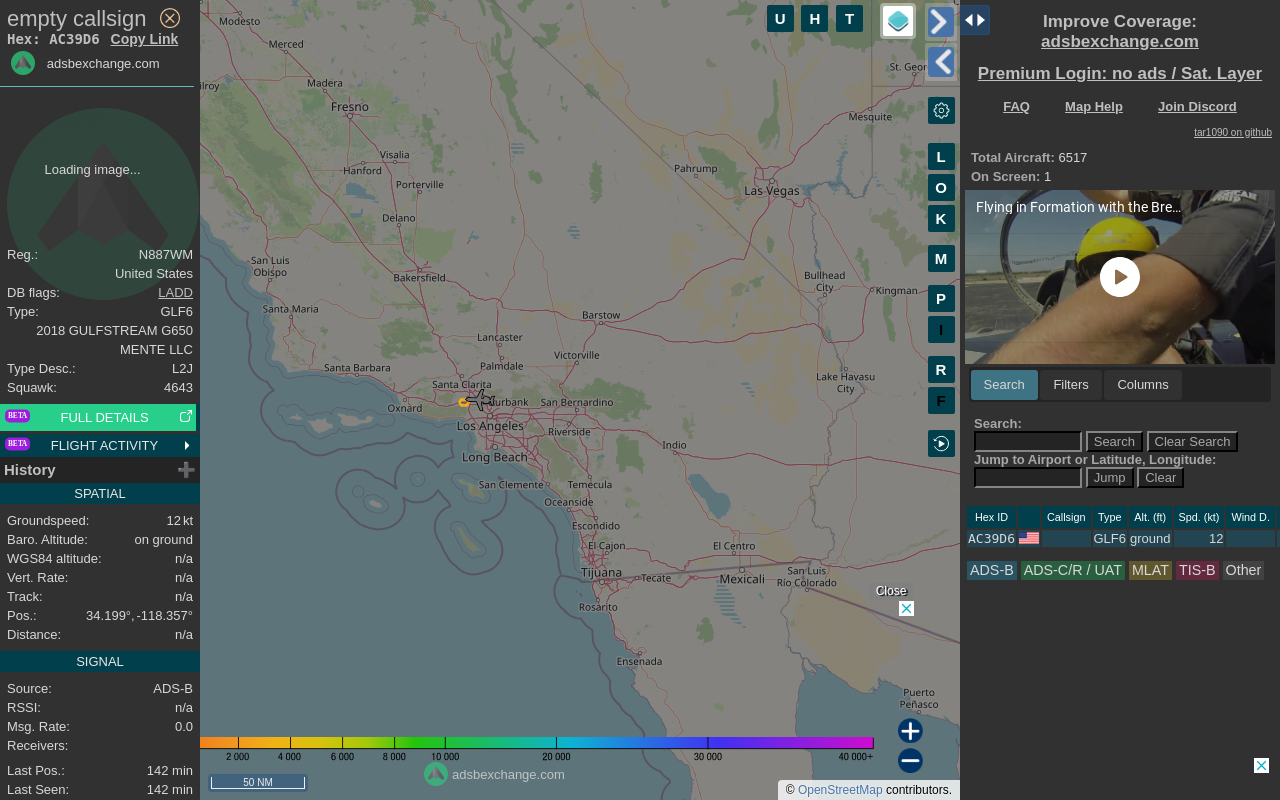 empty callsign
Hex: AC39D6 Copy Link
adsbexchange.com
Loading image...
Reg.: N887WM
United States
DB flags: LADD
Type: GLF6
2018 GULFSTREAM G650
MENTE LLC
Type Desc.: L2J
Squawk: 4643
BETA FULL DETAILS
BETA FLIGHT ACTIVITY
History
SPATIAL
Groundspeed: 12 kt
Baro. Altitude: on ground
WGS84 altitude: n/a
Vert. Rate: n/a
Track: n/a
Pos.: 34.199°, -118.357°
Distance: n/a
SIGNAL
Source: ADS-B
RSSI: n/a
Msg. Rate: 0.0
Receivers:
Last Pos.: 142 min
Last Seen: 142 min
Modesto
Merced
ilroy
Madera
Fresno
Visalia
Hanford
Porterville
Delano
San Luis
Obispo
Bakersfield
Santa Maria
Lancaster
Palmdale
Santa Barbara
Santa Clarita
Oxnard
Burbank
Los Angeles
Long Beach
San Clemente
San Bernardino
Riverside
Victorville
Barstow
Temecula
Oceanside
Escondido
El Cajon
Tijuana
Tecate
Rosarito
Ensenada
Indio
El Centro
Mexicali
San Luis
Río Colorado
Puerto
Peñasco
Lake Havasu
City
Kingman
Bullhead
City
Las Vegas
Pahrump
Mesquite
St. Geor
U H T
L
O
K
M
P
I
R
F
Close
2 000 4 000 6 000 8 000 10 000 20 000 30 000 40 000+
50 NM
adsbexchange.com
© OpenStreetMap contributors.
Improve Coverage:
adsbexchange.com
Premium Login: no ads / Sat. Layer
FAQ Map Help Join Discord
tar1090 on github
Total Aircraft: 6517
On Screen: 1
Flying in Formation with the Bre...
Search Filters Columns
Search:
Search Clear Search
Jump to Airport or Latitude, Longitude:
Jump Clear
Hex ID Callsign Type Alt. (ft) Spd. (kt) Wind D.
AC39D6 GLF6 ground 12
ADS-B ADS-C/R / UAT MLAT TIS-B Other